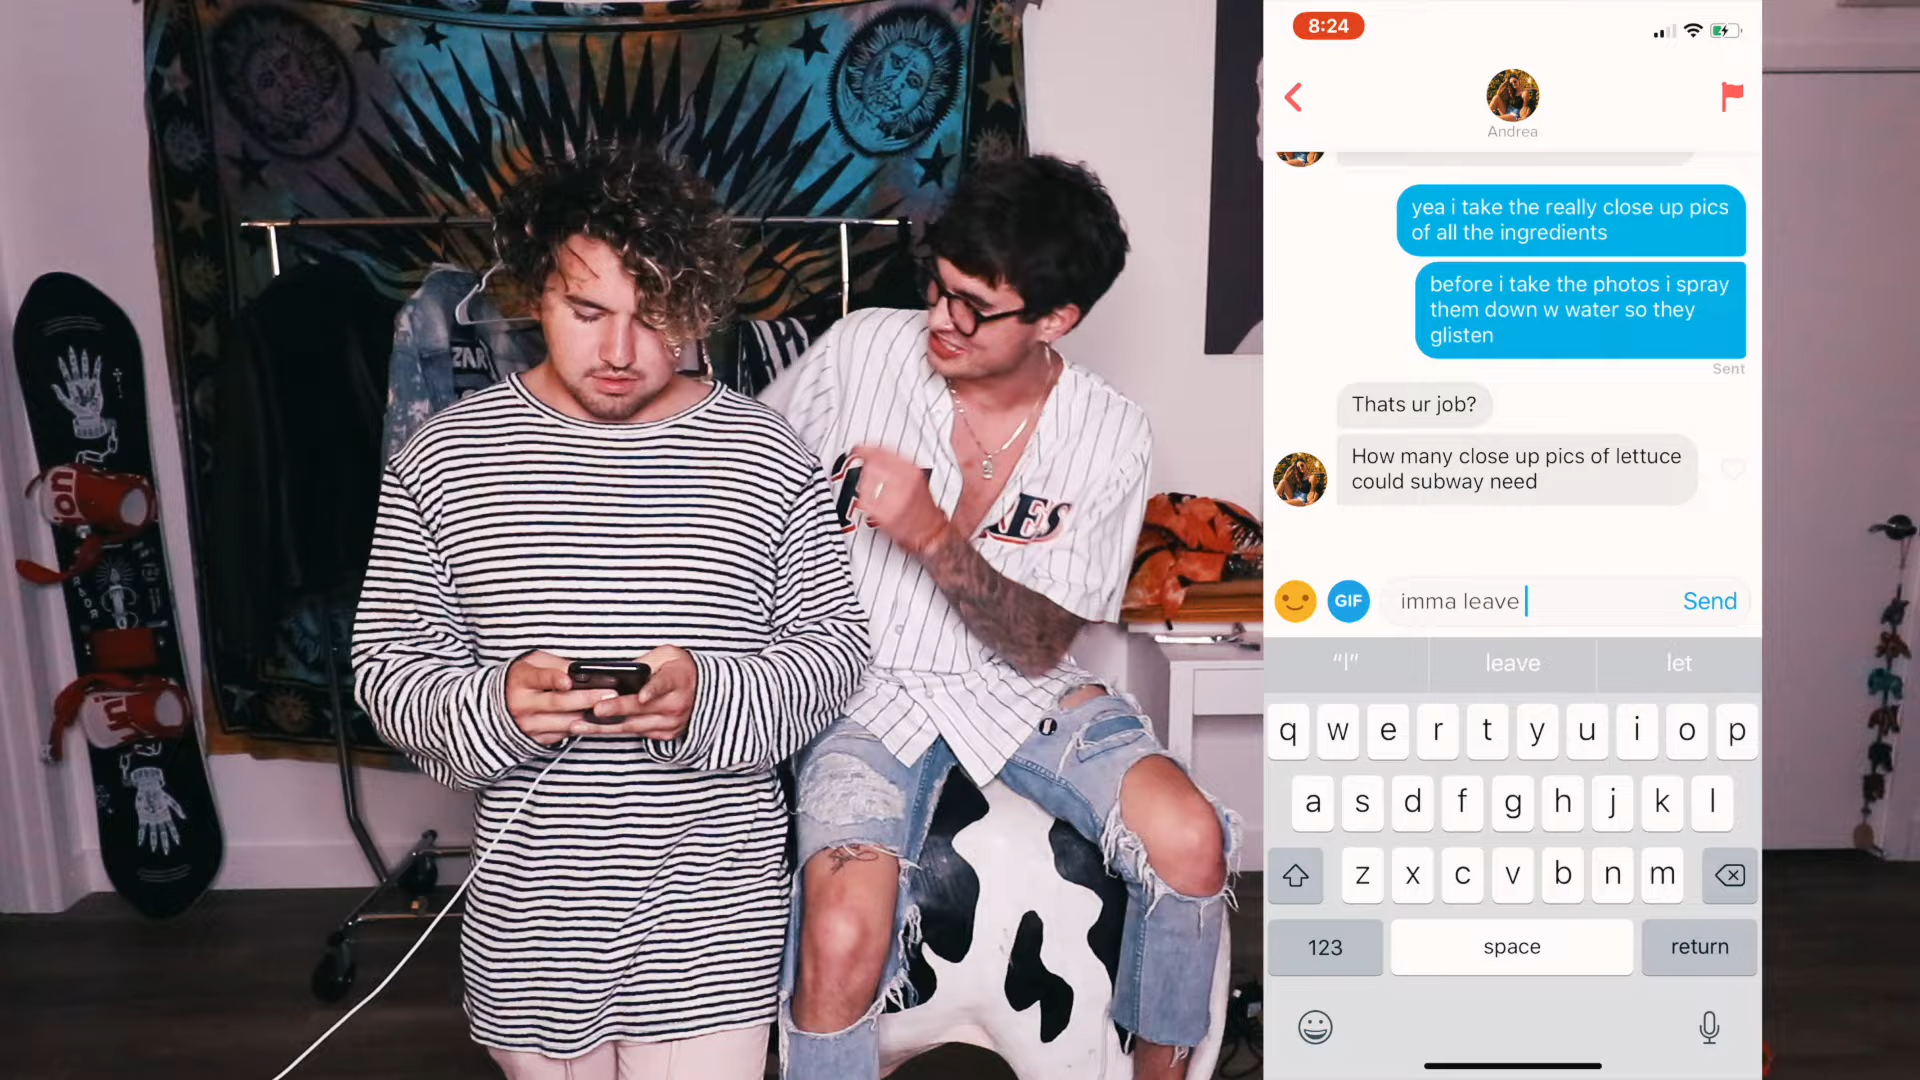 8:24
Andrea
yea i take the really close up pics
of all the ingredients
before i take the photos i spray
them down w water so they
glisten
Sent
Thats ur job?
How many close up pics of lettuce
could subway need
GIF
imma leave
Send
“I”
leave
let
q w e r t y u i o p
a s d f g h j k l
z x c v b n m
123
space
return